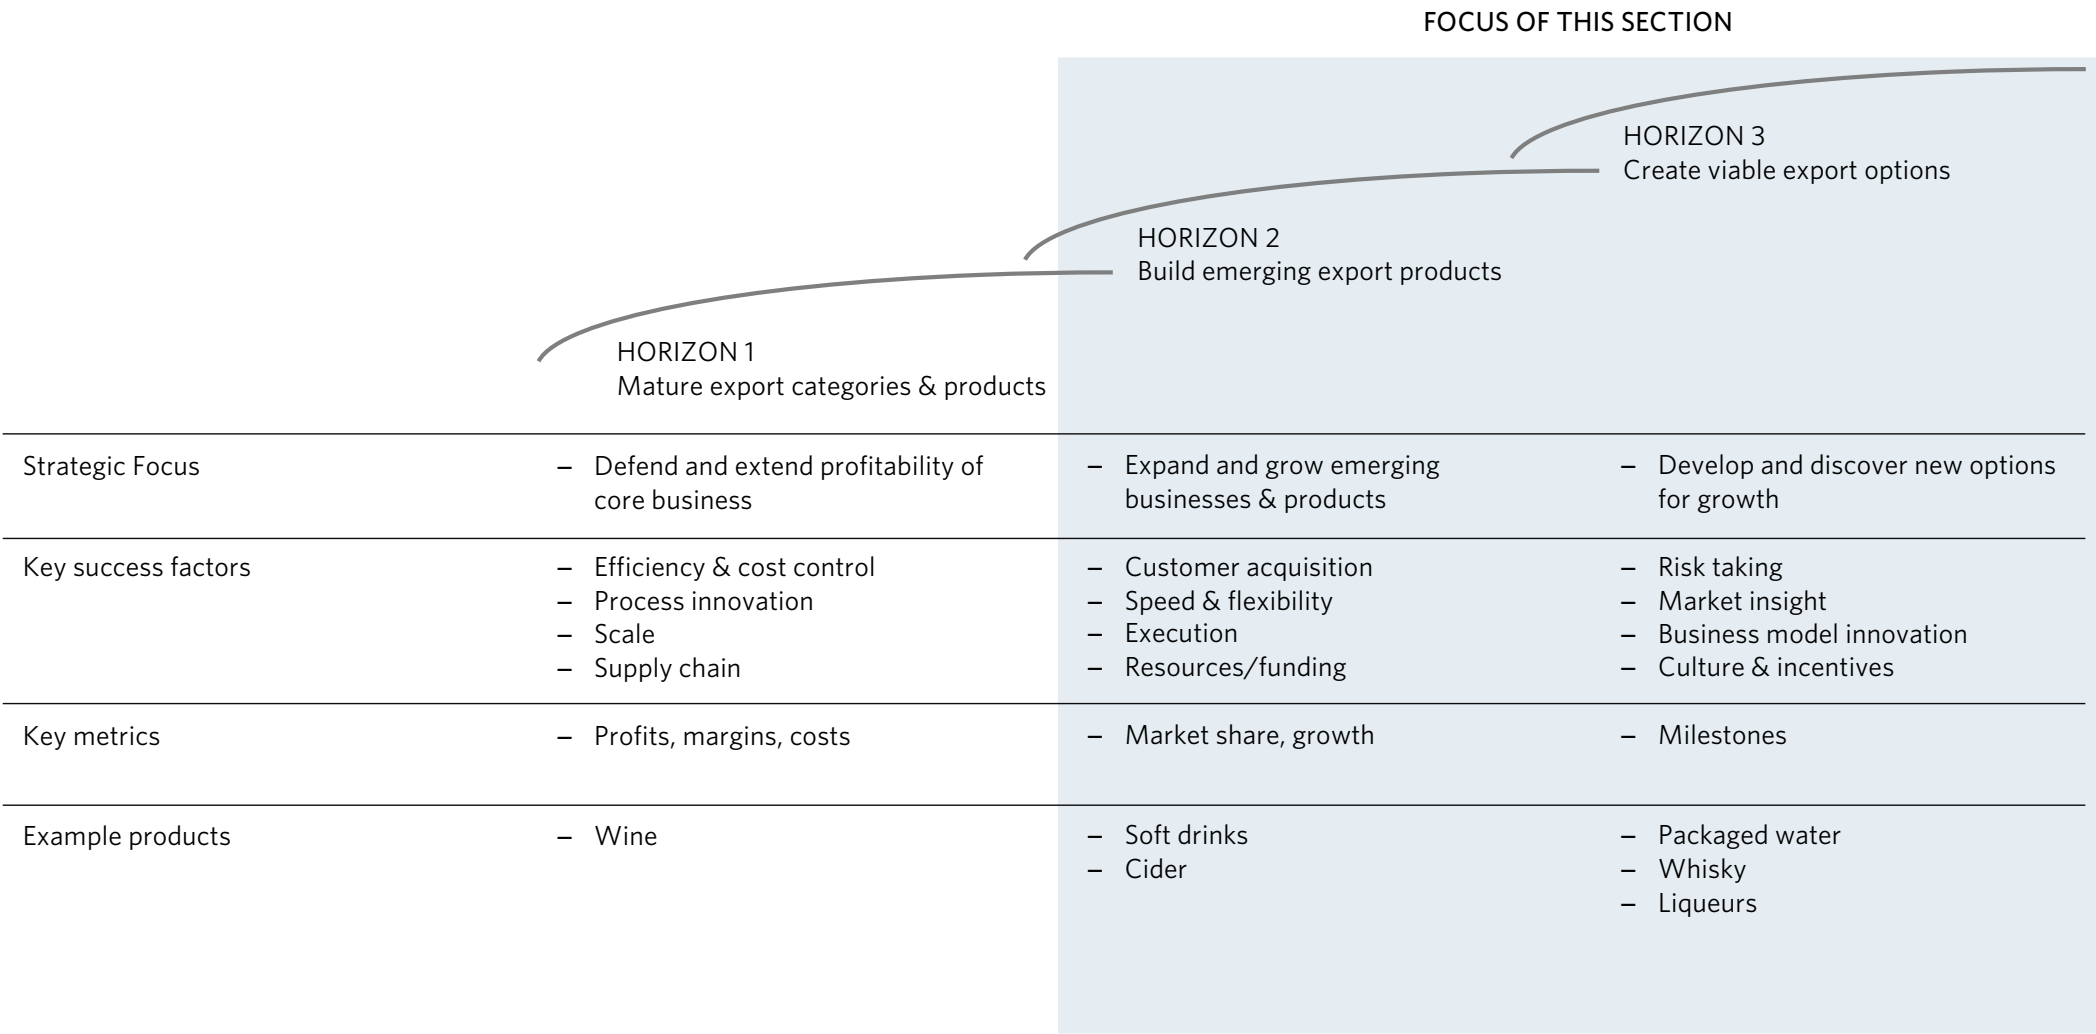 FOCUS OF THIS SECTION
HORIZON 3
Create viable export options
HORIZON 2
Build emerging export products
HORIZON 1
Mature export categories & products
Strategic Focus
– Defend and extend profitability of
core business
– Expand and grow emerging
businesses & products
– Develop and discover new options
for growth
Key success factors
– Efficiency & cost control
– Process innovation
– Scale
– Supply chain
– Customer acquisition
– Speed & flexibility
– Execution
– Resources/funding
– Risk taking
– Market insight
– Business model innovation
– Culture & incentives
Key metrics
– Profits, margins, costs
– Market share, growth
– Milestones
Example products
– Wine
– Soft drinks
– Cider
– Packaged water
– Whisky
– Liqueurs